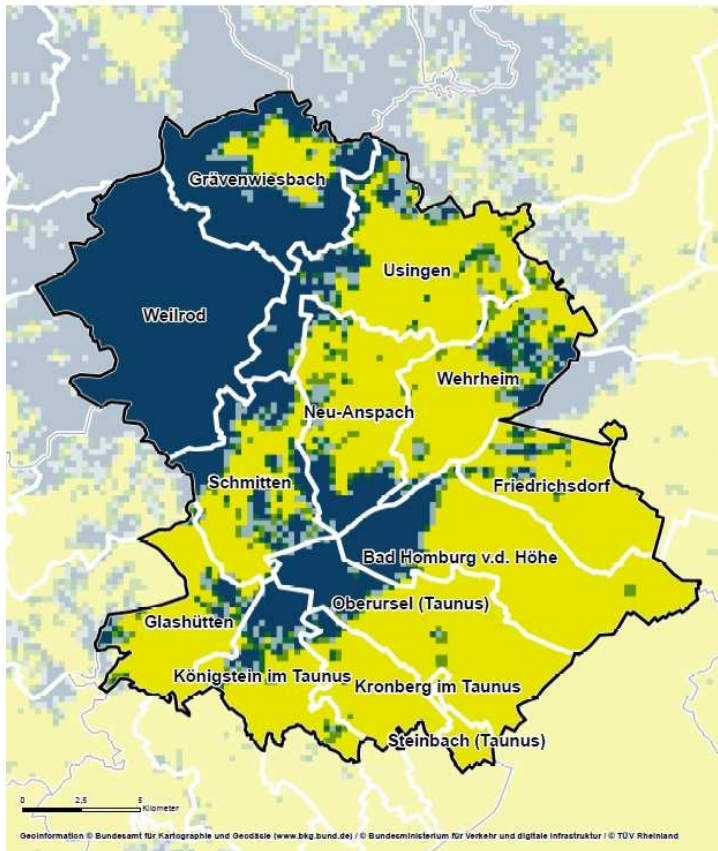 Grävenwiesbach
Usingen
Weilrod
Wehrheim
Neu-Anspach
Schmitten
Friedrichsdorf
Bad Homburg v.d. Höhe
Oberursel (Taunus)
Glashütten
Königstein im Taunus
Kronberg im Taunus
Steinbach (Taunus)
0 2,5 5
Kilometer
Geoinformation © Bundesamt für Kartographie und Geodäsie (www.bkg.bund.de) / © Bundesministerium für Verkehr und digitale Infrastruktur / © TÜV Rheinland